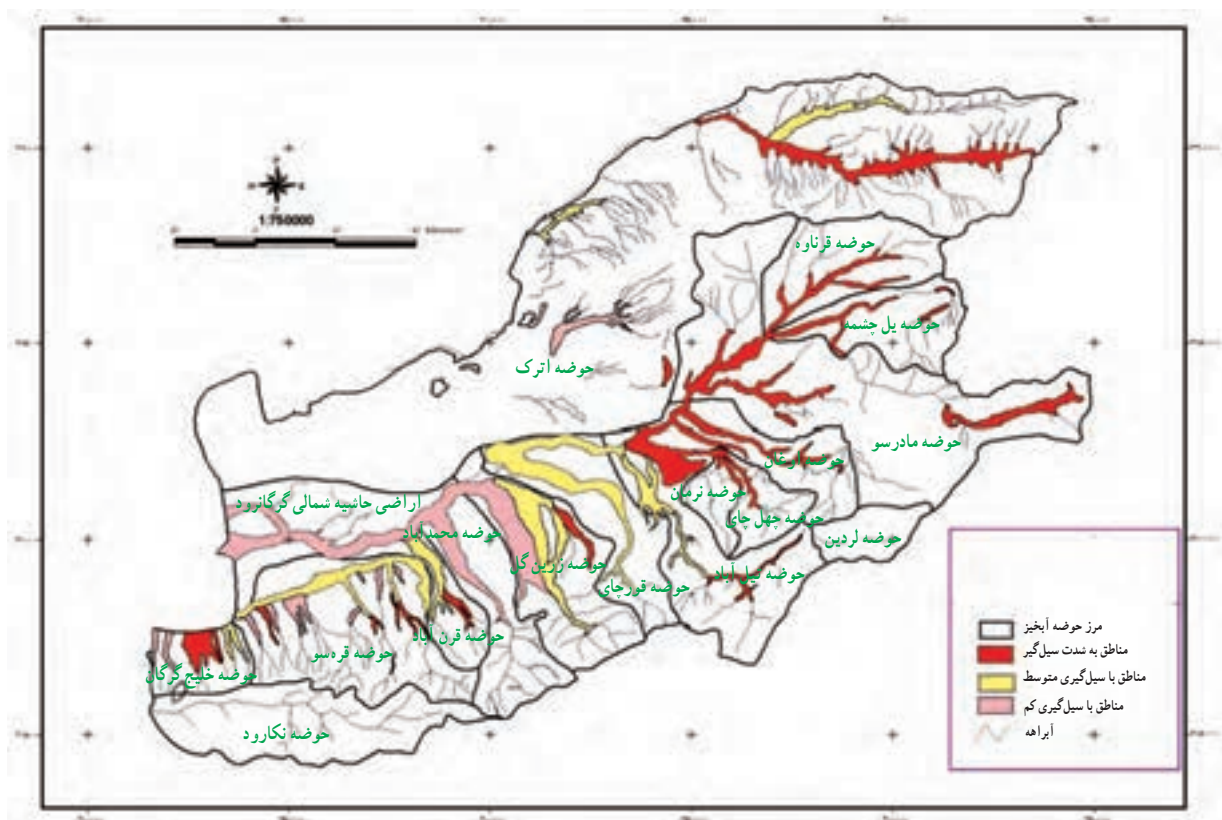 1:750000
حوضه قرناوه
حوضه یل چشمه
حوضه اترک
حوضه مادرسو
حوضه اوغان
حوضه نرمان
حوضه چهل چای
حوضه لردین
اراضی حاشیه شمالی گرگانرود
حوضه محمدآباد
حوضه زرین گل
حوضه نیل آباد
حوضه قورچای
حوضه قرن آباد
حوضه قره‌سو
حوضه خلیج گرگان
حوضه نکارود
مرز حوضه آبخیز
مناطق به شدت سیل‌گیر
مناطق با سیل‌گیری متوسط
مناطق با سیل‌گیری کم
آبراهه